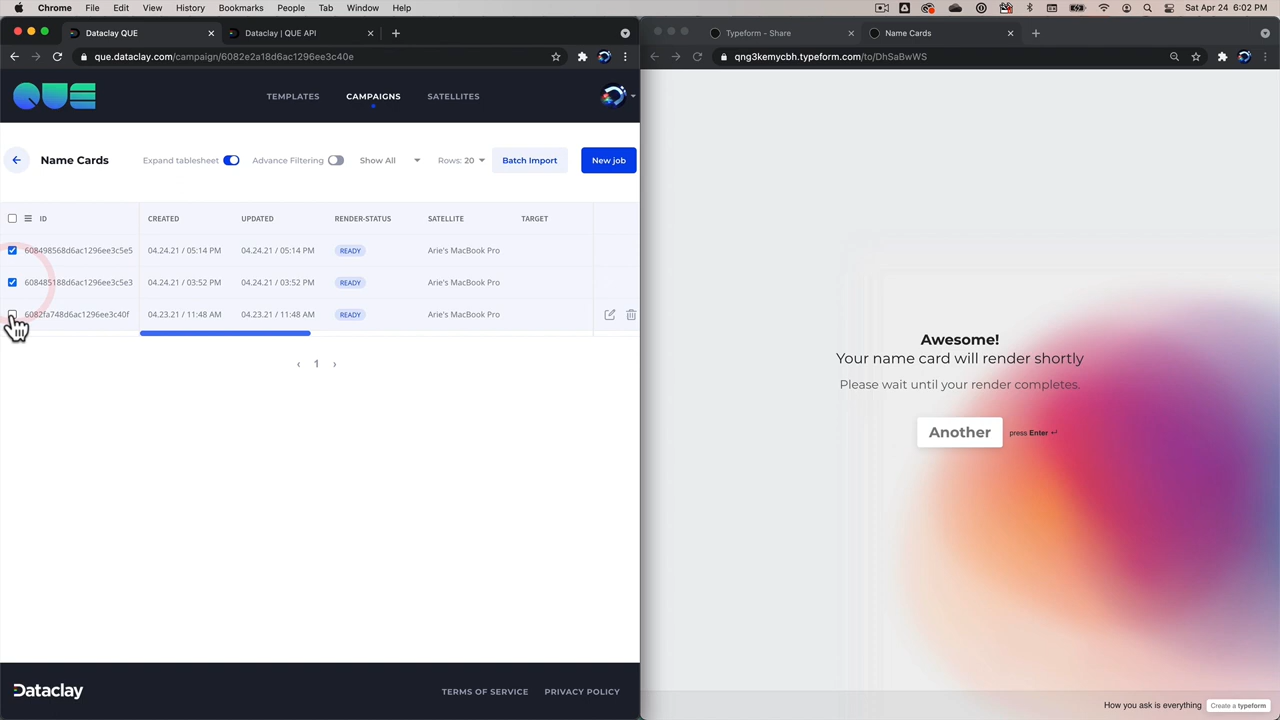 Chrome File Edit View History Bookmarks People Tab Window Help Sat Apr 24 6:02 PM
Dataclay QUE
Dataclay | QUE API
Typeform - Share
Name Cards
que.dataclay.com/campaign/6082e2a18d6ac1296ee3c40e
qng3kemycbh.typeform.com/to/DhSaBwWS
QUE
TEMPLATES CAMPAIGNS SATELLITES
Name Cards
Expand tablesheet Advance Filtering Show All Rows: 20 Batch Import New job
ID CREATED UPDATED RENDER-STATUS SATELLITE TARGET
608498568d6ac1296ee3c5e5 04.24.21 / 05:14 PM 04.24.21 / 05:14 PM READY Arie's MacBook Pro
608485188d6ac1296ee3c5e3 04.24.21 / 03:52 PM 04.24.21 / 03:52 PM READY Arie's MacBook Pro
6082fa748d6ac1296ee3c40f 04.23.21 / 11:48 AM 04.23.21 / 11:48 AM READY Arie's MacBook Pro
‹ 1 ›
Awesome!
Your name card will render shortly
Please wait until your render completes.
Another press Enter ↵
Dataclay
TERMS OF SERVICE PRIVACY POLICY
How you ask is everything Create a typeform